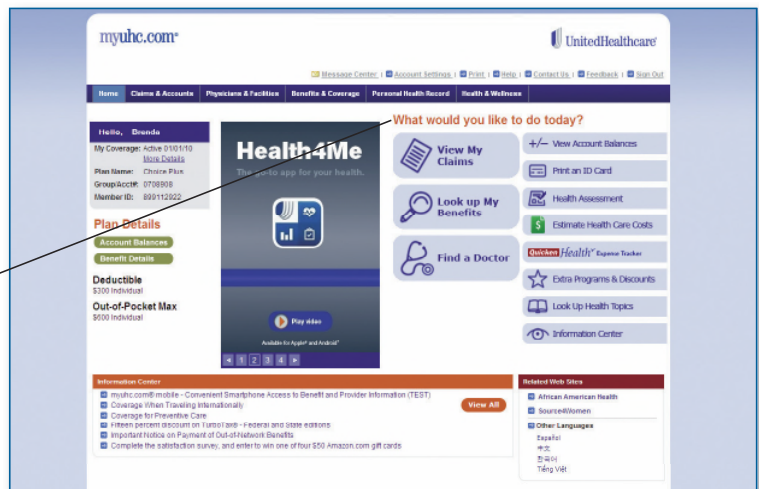 myuhc.com®
UnitedHealthcare®
Message Center | Account Settings | Print | Help | Contact Us | Feedback | Sign Out
Home Claims & Accounts Physicians & Facilities Benefits & Coverage Personal Health Record Health & Wellness
Hello, Brenda
My Coverage: Active 01/01/10
More Details
Plan Name: Choice Plus
Group/Acct#: 0708908
Member ID: 899112922
Plan Details
Account Balances
Benefit Details
Deductible
$300 Individual
Out-of-Pocket Max
$600 Individual
Health4Me
The go-to app for your health.
Play video
Available for Apple® and Android™
1 2 3 4
What would you like to do today?
View My
Claims
Look up My
Benefits
Find a Doctor
+/– View Account Balances
Print an ID Card
Health Assessment
$ Estimate Health Care Costs
Quicken Health℠ Expense Tracker
Extra Programs & Discounts
Look Up Health Topics
Information Center
Information Center
myuhc.com® mobile - Convenient Smartphone Access to Benefit and Provider Information (TEST)
Coverage When Traveling Internationally
Coverage for Preventive Care
Fifteen percent discount on TurboTax® - Federal and State editions
Important Notice on Payment of Out-of-Network Benefits
Complete the satisfaction survey, and enter to win one of four $50 Amazon.com gift cards
View All
Related Web Sites
African American Health
Source4Women
Other Languages
Español
中文
한국어
Tiếng Việt